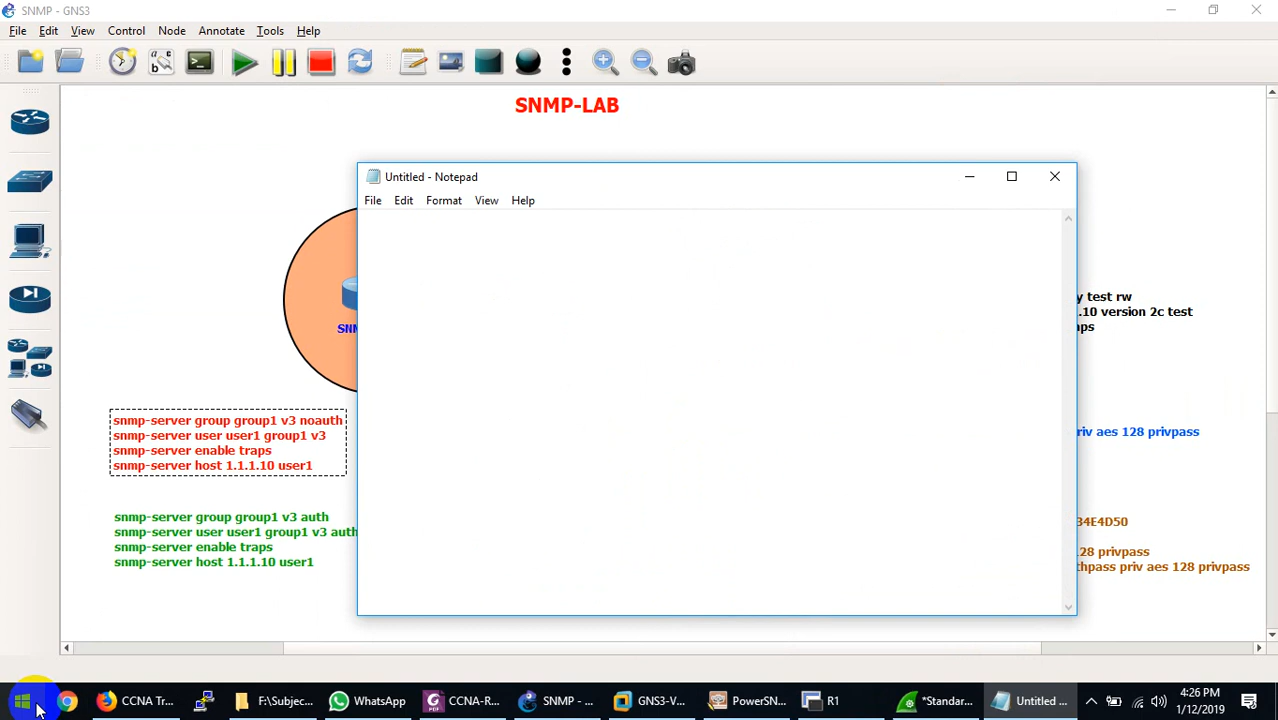 SNMP - GNS3
File Edit View Control Node Annotate Tools Help
SNMP-LAB
Untitled - Notepad
File Edit Format View Help
y test rw
.10 version 2c test
aps
snmp-server group group1 v3 noauth
snmp-server user user1 group1 v3
snmp-server enable traps
snmp-server host 1.1.1.10 user1
priv aes 128 privpass
snmp-server group group1 v3 auth
snmp-server user user1 group1 v3 auth
snmp-server enable traps
snmp-server host 1.1.1.10 user1
34E4D50
128 privpass
thpass priv aes 128 privpass
CCNA Tr... F:\Subjec... WhatsApp CCNA-R... SNMP - ... GNS3-V... PowerSN... R1 *Standar... Untitled ...
4:26 PM
1/12/2019